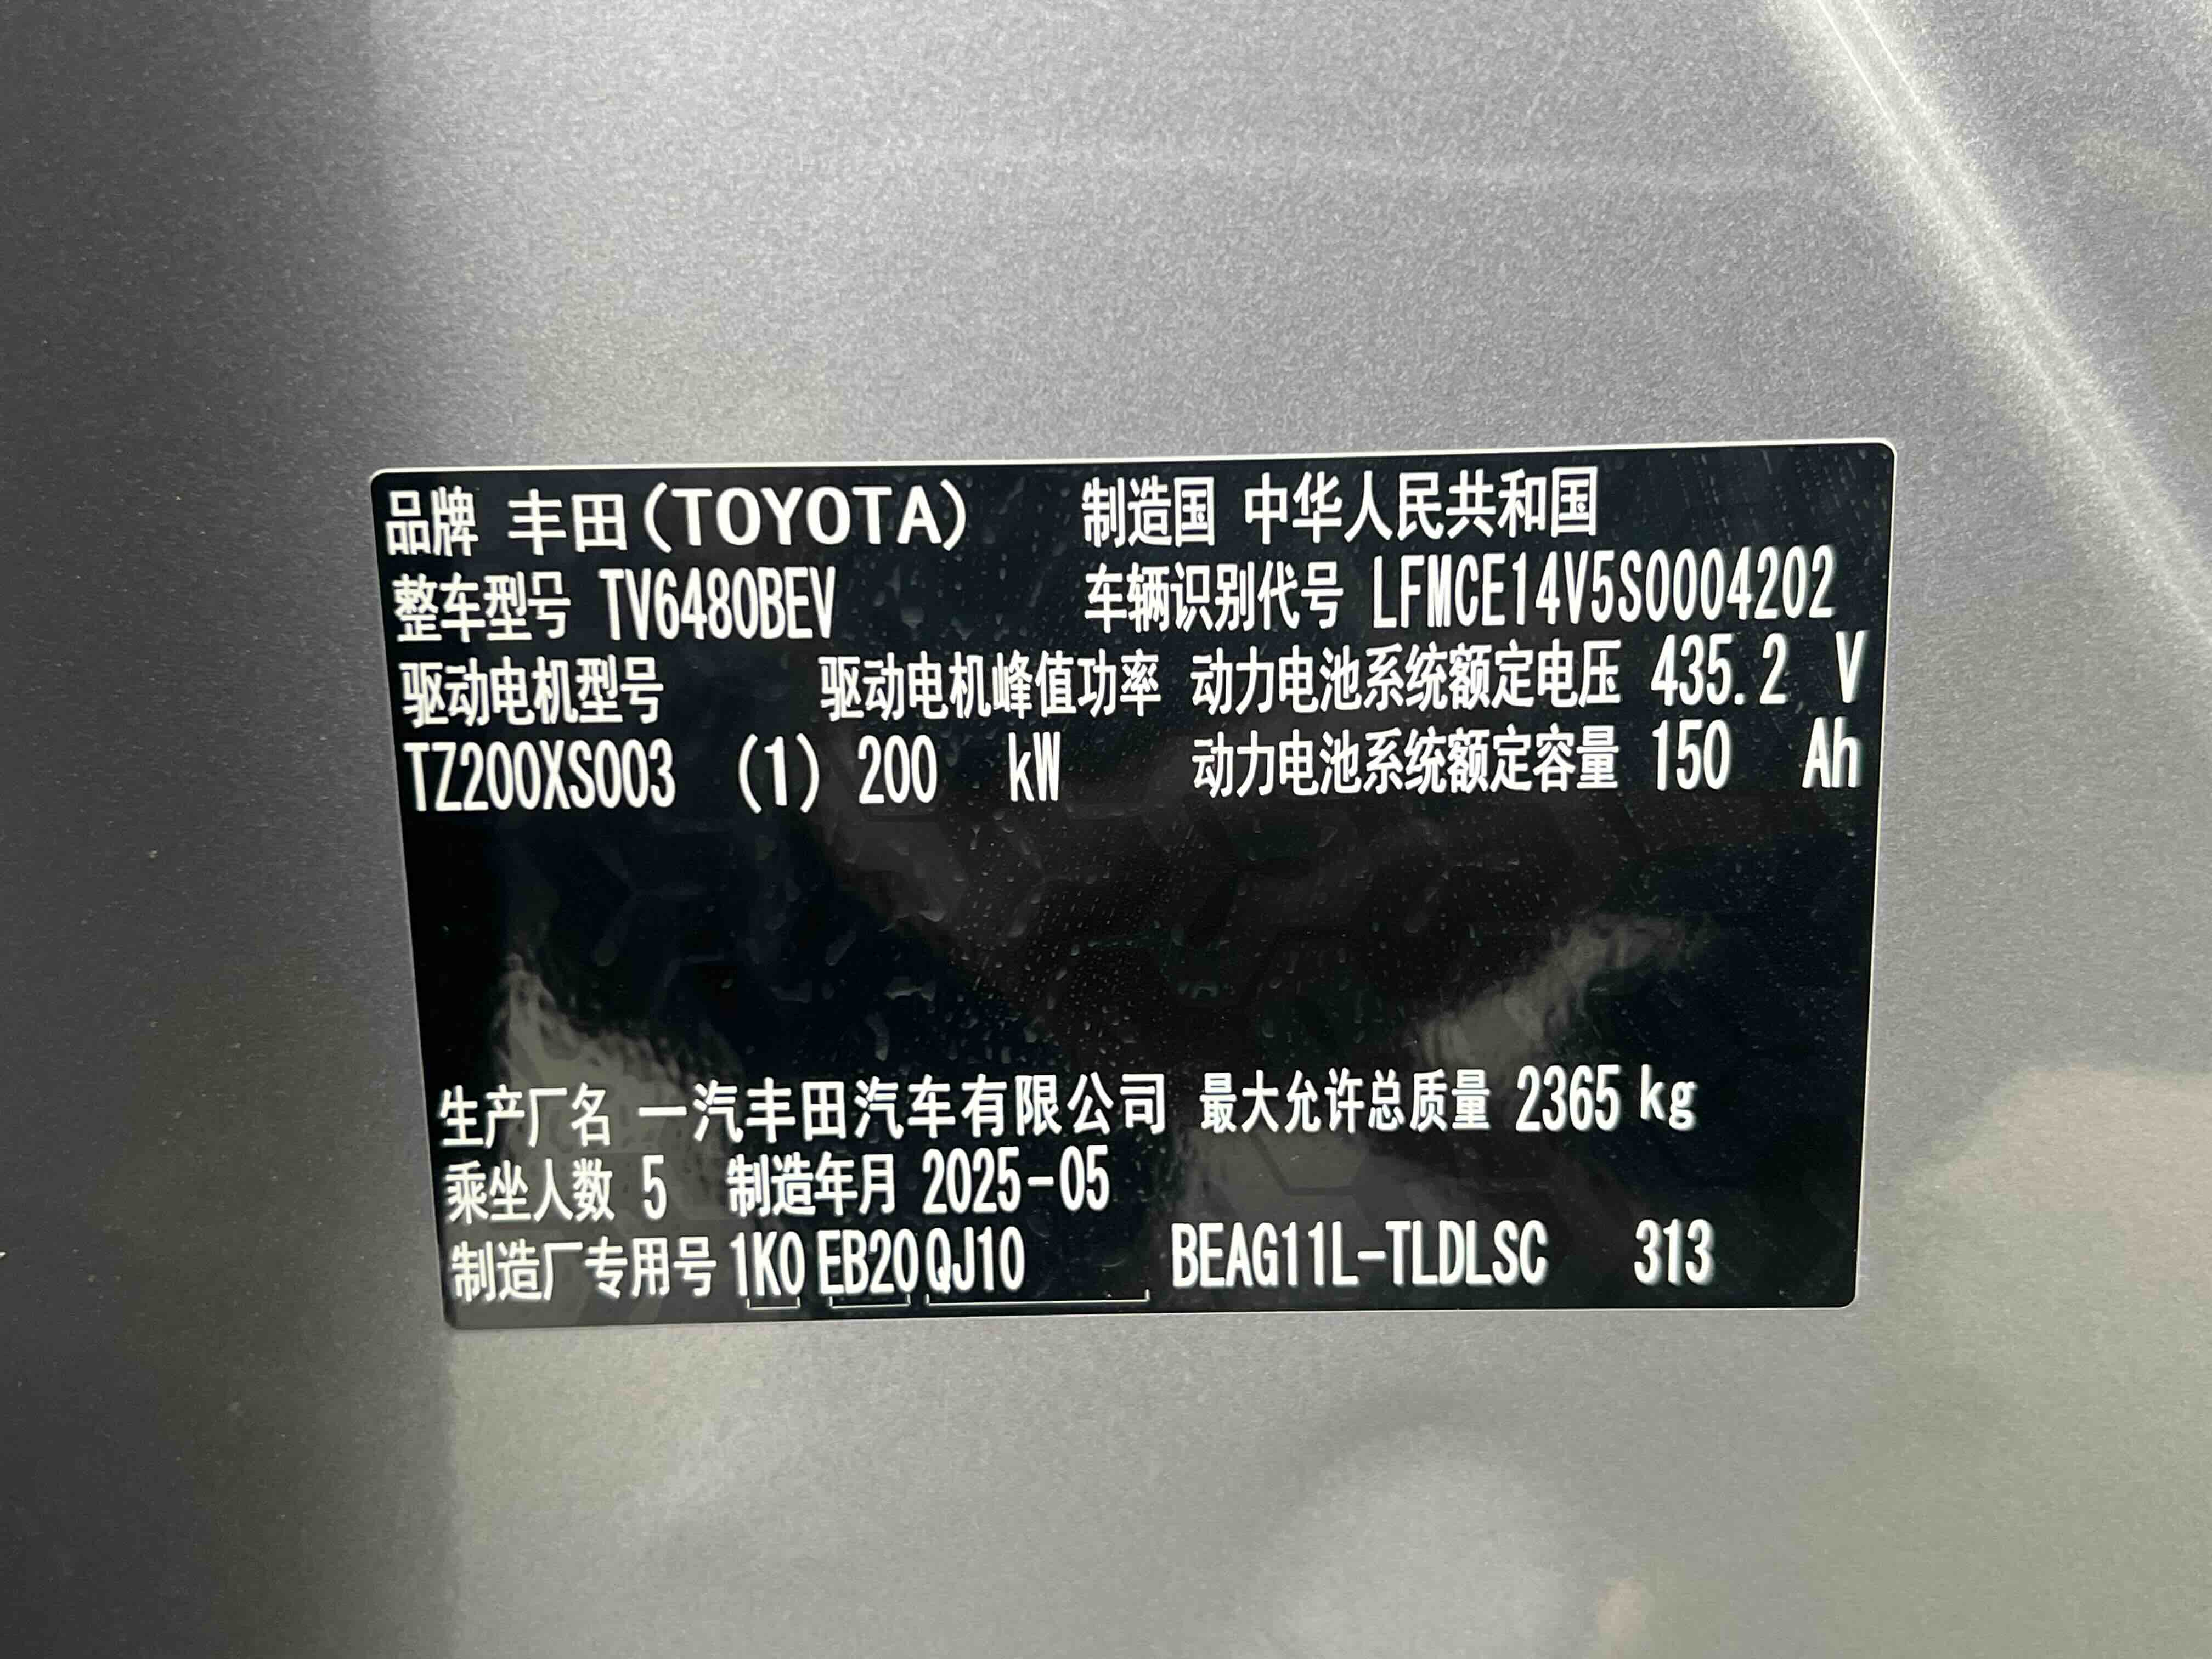 品牌 丰田(TOYOTA) 制造国 中华人民共和国
整车型号 TV6480BEV 车辆识别代号 LFMCE14V5S0004202
驱动电机型号 驱动电机峰值功率 动力电池系统额定电压 435.2 V
TZ200XS003 (1) 200 kW 动力电池系统额定容量 150 Ah
生产厂名 一汽丰田汽车有限公司 最大允许总质量 2365 kg
乘坐人数 5 制造年月 2025-05
制造厂专用号 1K0 EB20 QJ10 BEAG11L-TLDLSC 313